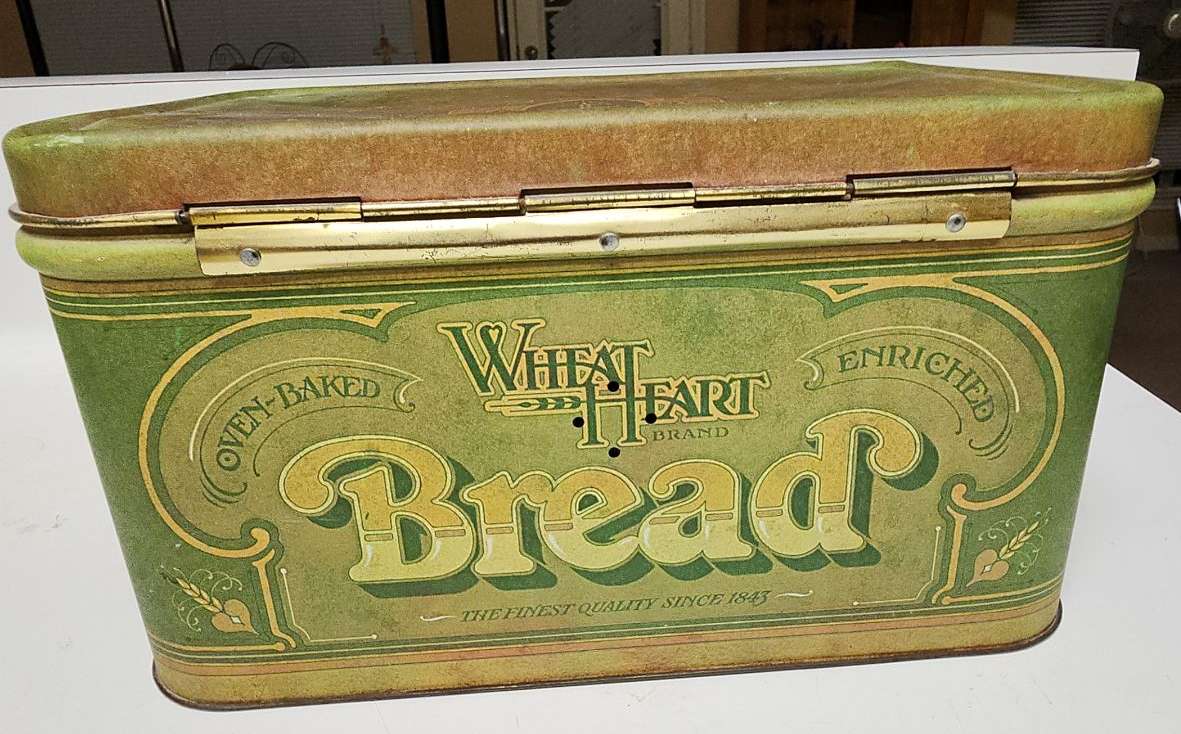 WHEAT
HEART
BRAND
OVEN-BAKED
ENRICHED
Bread
THE FINEST QUALITY SINCE 1843